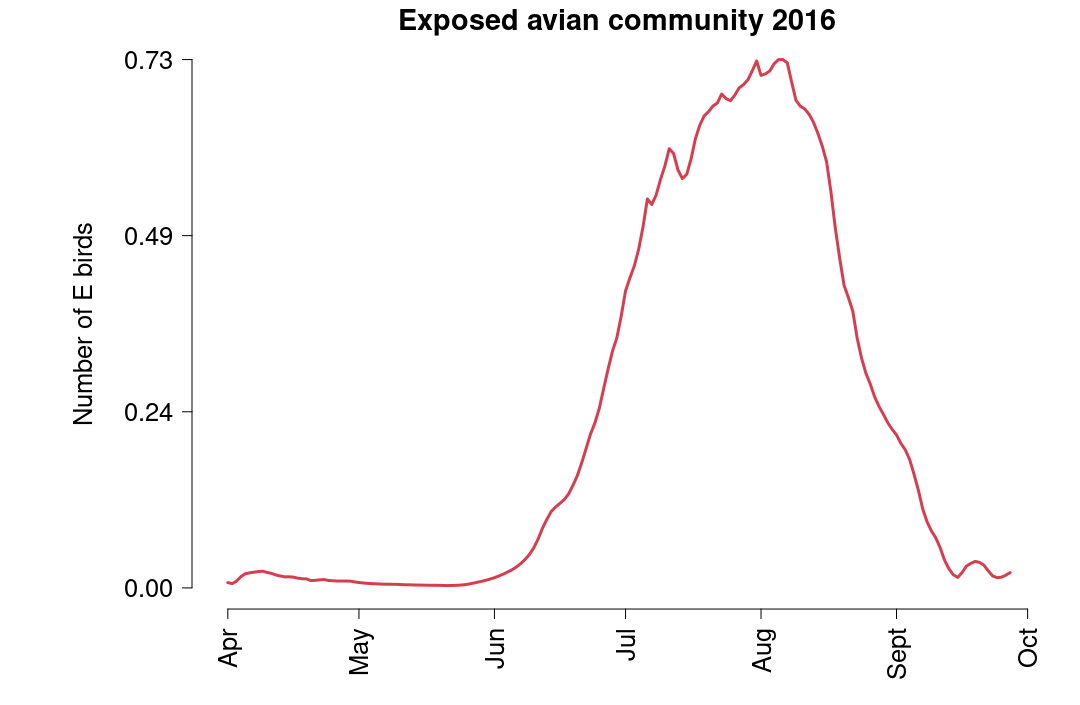 Exposed avian community 2016
Number of E birds
0.73
0.49
0.24
0.00
Apr
May
Jun
Jul
Aug
Sept
Oct